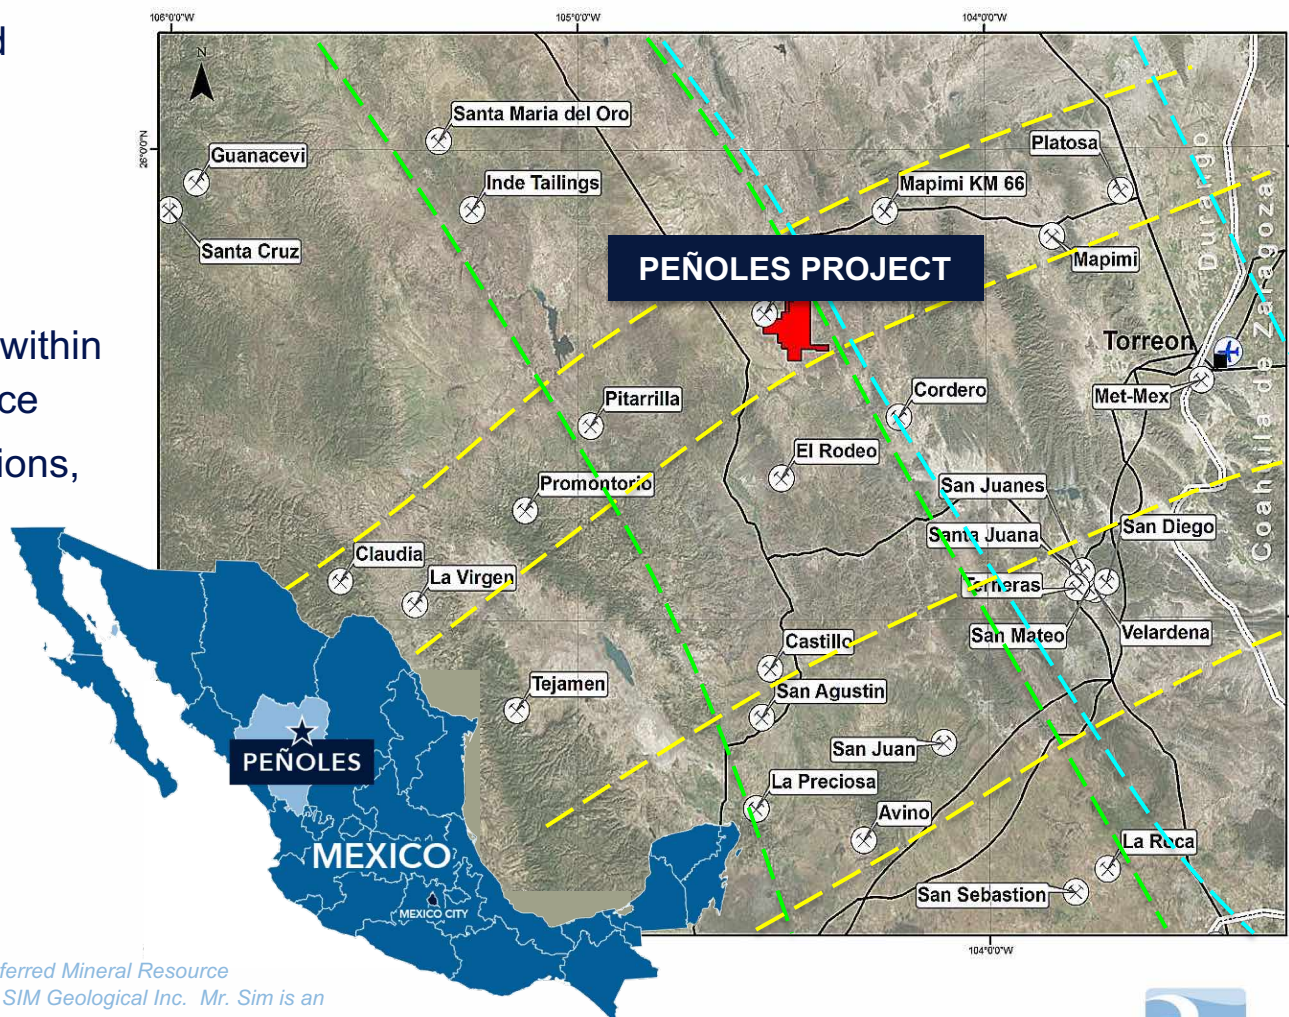 106°0'0"W
105°0'0"W
104°0'0"W
N
26°0'0"N
Santa Maria del Oro
Guanacevi
Platosa
Inde Tailings
Mapimi KM 66
Santa Cruz
Mapimi
PEÑOLES PROJECT
Durango
Coahuila de Zaragoza
within
Torreon
ce
Pitarrilla
Cordero
Met-Mex
ions,
El Rodeo
Promontorio
San Juanes
San Diego
Santa Juana
Claudia
La Virgen
Terneras
San Mateo
Velardena
Castillo
Tejamen
San Agustin
San Juan
PEÑOLES
La Preciosa
Avino
MEXICO
La Roca
MEXICO CITY
San Sebastion
104°0'0"W
ferred Mineral Resource
SIM Geological Inc. Mr. Sim is an